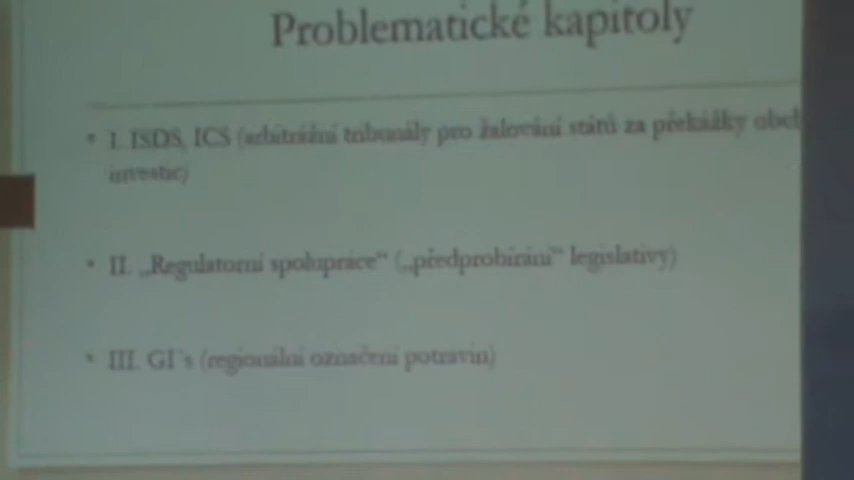 Problematické kapitoly
• I. ISDS, ICS (arbitrážní tribunály pro žalování států za překážky
investic)
• II. „Regulatorní spolupráce“ („předprobírání“ legislativy)
• III. GI´s (regionální označení potravin)